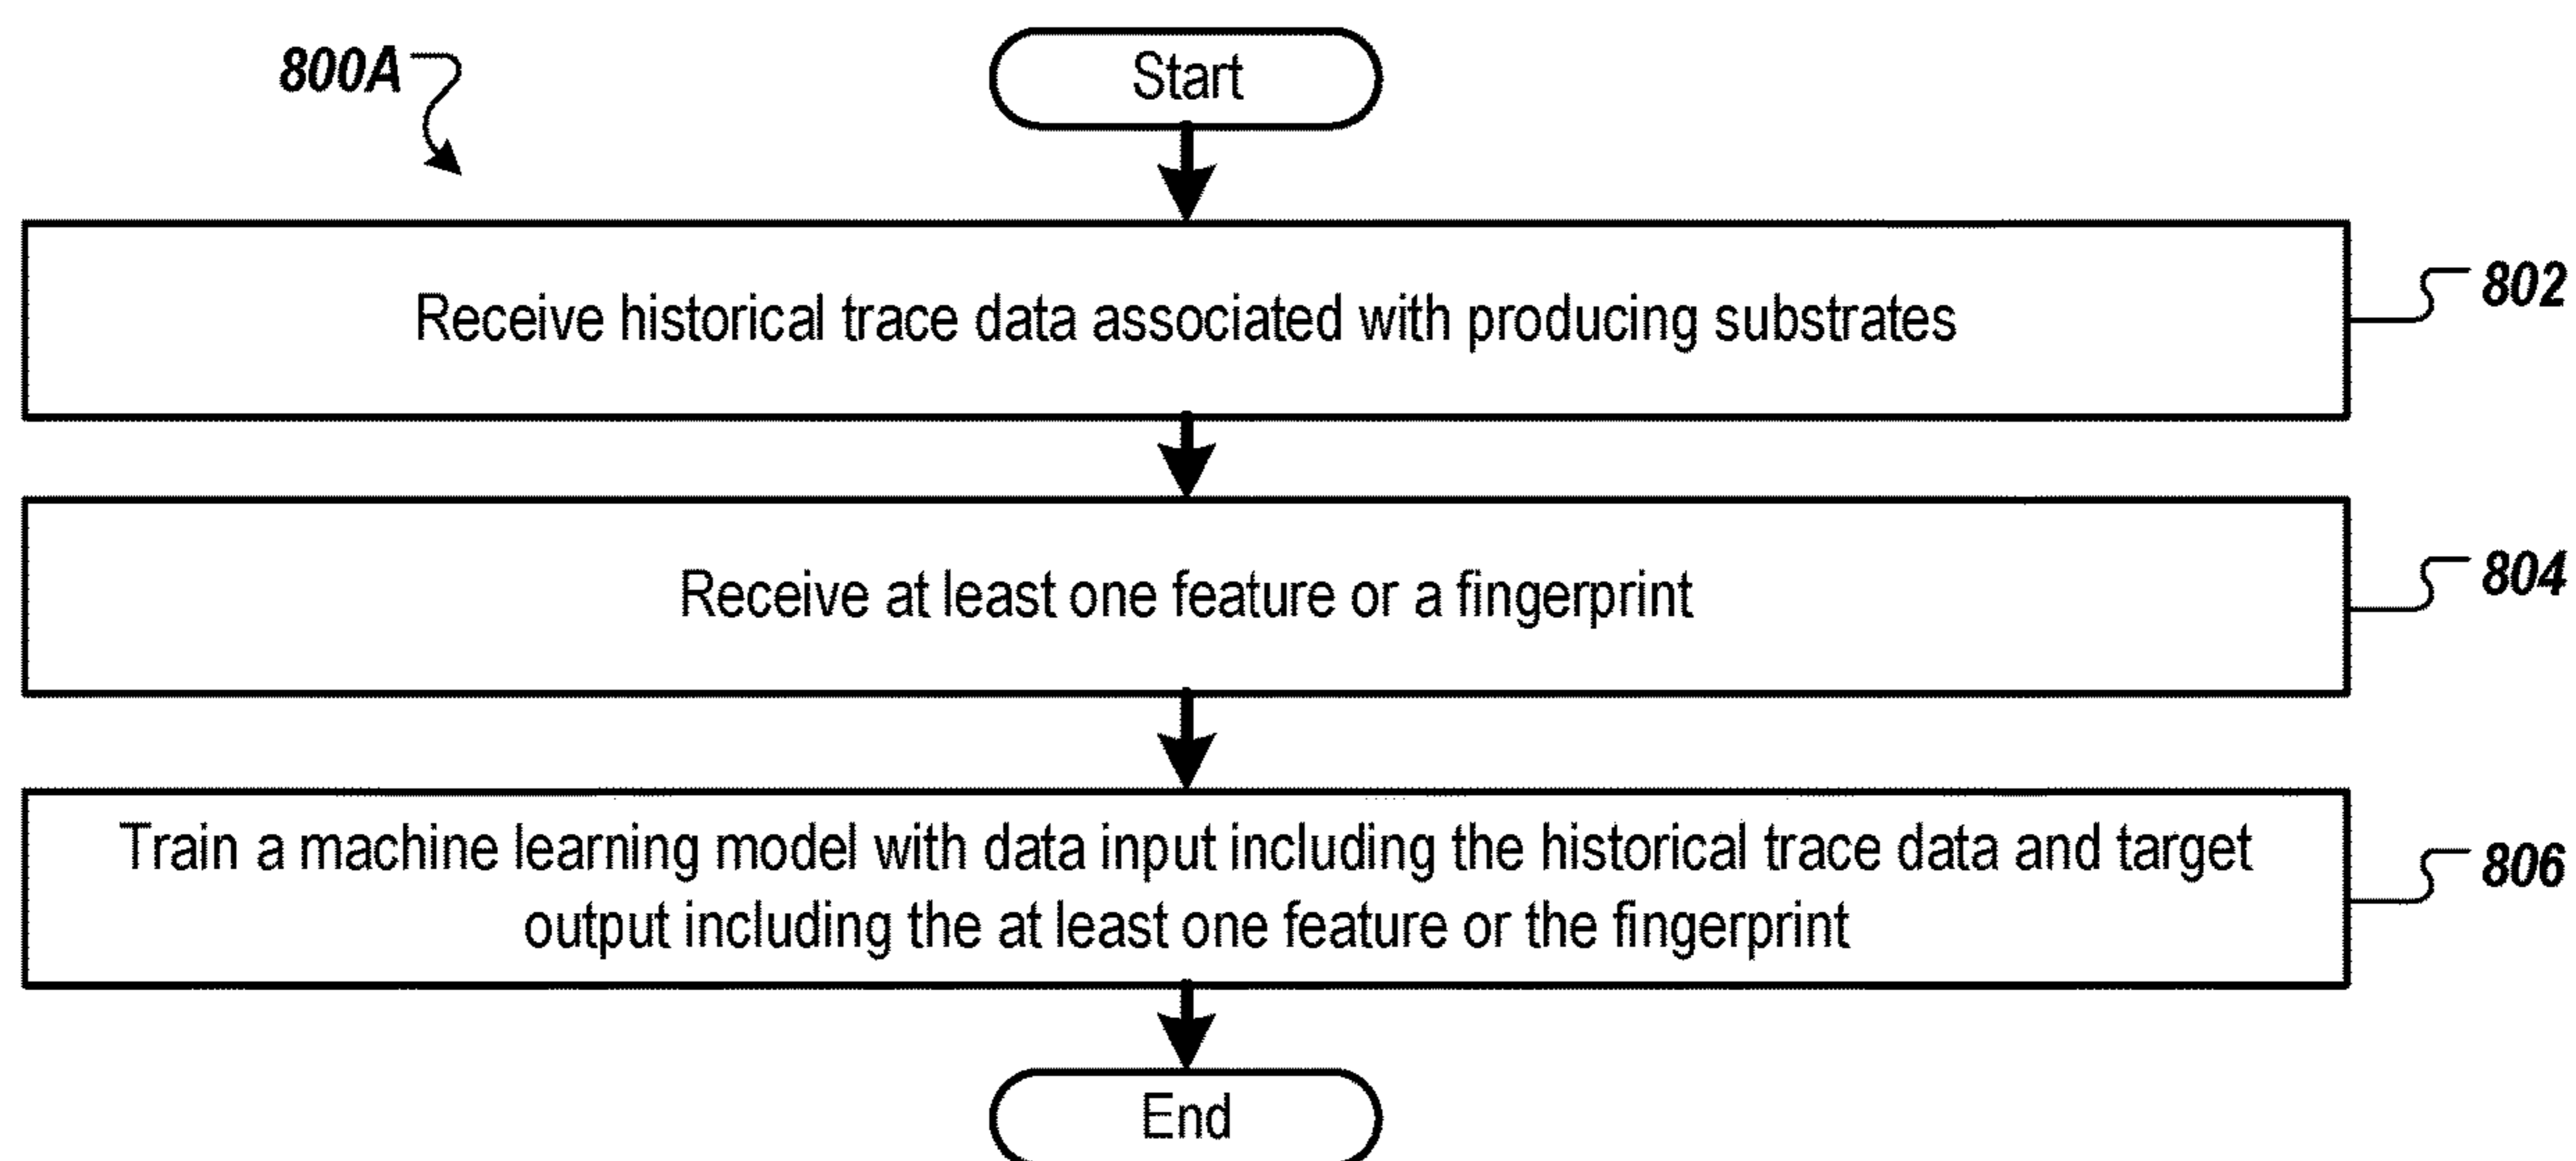 800A
Start
Receive historical trace data associated with producing substrates
802
Receive at least one feature or a fingerprint
804
Train a machine learning model with data input including the historical trace data and target
output including the at least one feature or the fingerprint
806
End